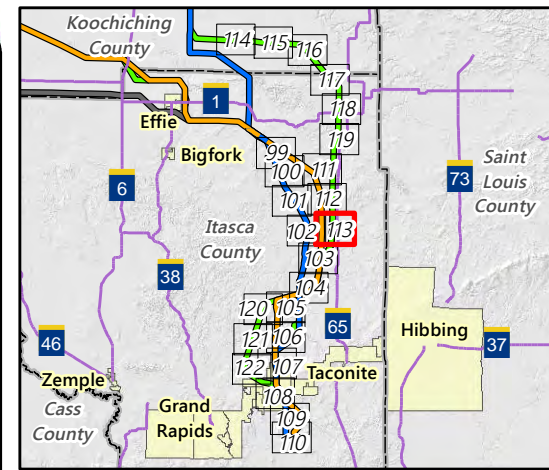 Koochiching
County
114
115
116
117
1
118
Effie
119
99
Bigfork
100
111
Saint
Louis
County
73
6
101
112
Itasca
County
102
113
38
103
104
120
105
65
Hibbing
46
121
106
37
Zemple
122
107
Taconite
Cass
County
Grand
Rapids
108
109
110